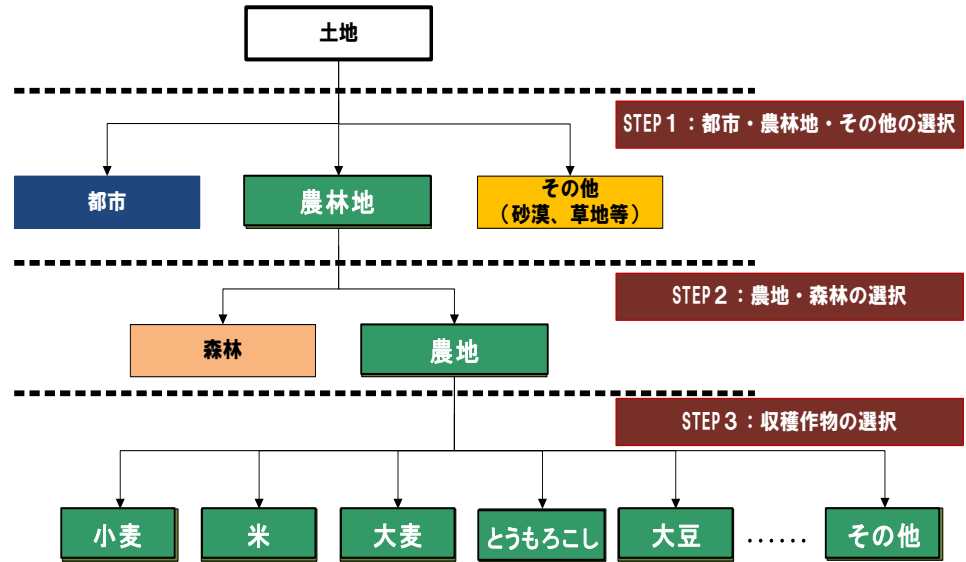 土地
STEP1：都市・農林地・その他の選択
都市
農林地
その他
（砂漠、草地等）
STEP2：農地・森林の選択
森林
農地
STEP3：収穫作物の選択
小麦
米
大麦
とうもろこし
大豆
……
その他